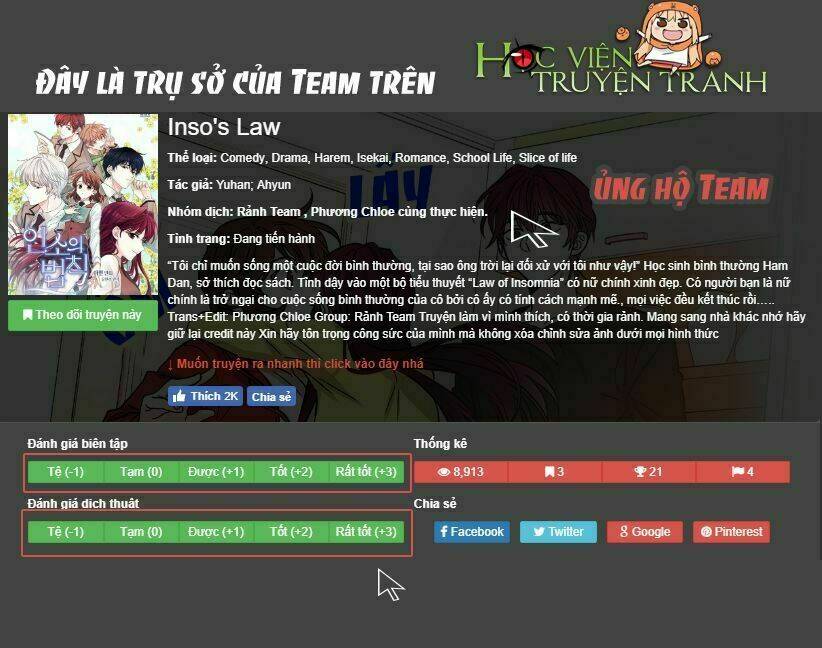 ĐÂY LÀ TRỤ SỞ CỦA TEAM TRÊN
HỌC VIỆN
TRUYỆN TRANH
Inso's Law
Thể loại: Comedy, Drama, Harem, Isekai, Romance, School Life, Slice of life
LẤY
ỦNG HỘ TEAM
Tác giả: Yuhan; Ahyun
Nhóm dịch: Rảnh Team , Phương Chloe cùng thực hiện.
Tình trạng: Đang tiến hành
인소의
법칙
"Tôi chỉ muốn sống một cuộc đời bình thường, tại sao ông trời lại đối xử với tôi như vậy!" Học sinh bình thường Ham
Dan, sở thích đọc sách. Tỉnh dậy vào một bộ tiểu thuyết "Law of Insomnia" có nữ chính xinh đẹp. Có người bạn là nữ
chính là trở ngại cho cuộc sống bình thường của cô bởi cô ấy có tính cách mạnh mẽ., mọi việc đều kết thúc rồi.....
Trans+Edit: Phương Chloe Group: Rảnh Team Truyện làm vì mình thích, có thời gia rảnh. Mang sang nhà khác nhớ hãy
giữ lại credit này Xin hãy tôn trọng công sức của mình mà không xóa chỉnh sửa ảnh dưới mọi hình thức
Theo dõi truyện này
↓ Muốn truyện ra nhanh thì click vào đây nhá
Thích 2K Chia sẻ
Đánh giá biên tập
Thống kê
Tệ (-1) Tạm (0) Được (+1) Tốt (+2) Rất tốt (+3)
8,913 3 21 4
Đánh giá dịch thuật
Chia sẻ
Tệ (-1) Tạm (0) Được (+1) Tốt (+2) Rất tốt (+3)
Facebook Twitter Google Pinterest